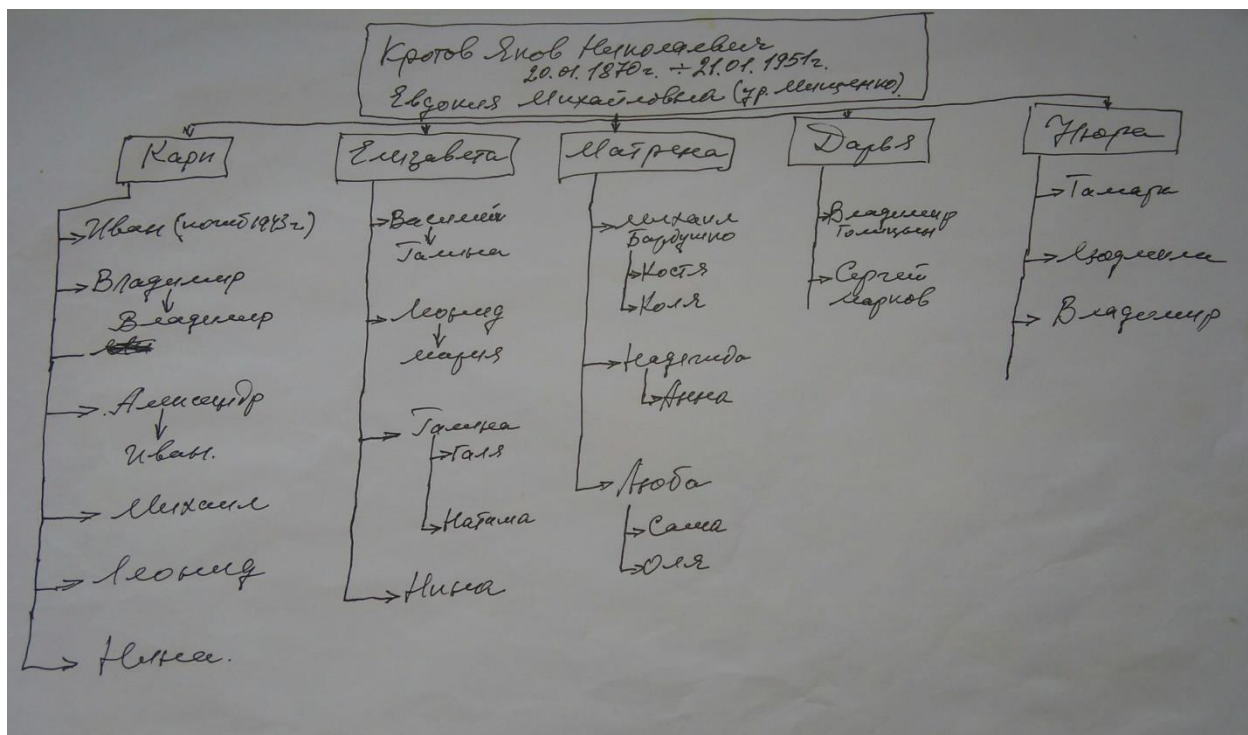 Кротов Яков Николаевич
20.01.1870г. ÷ 21.01.1951г.
Евдокия Михайловна (ур. Мищенко)
Карп
Елизавета
Матрена
Дарья
Нюра
Иван (погиб 1943г)
Владимир
Владимир
Александр
Иван.
Михаил
Леонид
Нина.
Василий
Галина
Леонид
Мария
Галина
Галя
Наташа
Нина
Михаил
Бардушко
Костя
Коля
Надежда
Анна
Люба
Саша
Оля
Владимир
Голицын
Сергей
Марков
Тамара
Людмила
Владимир